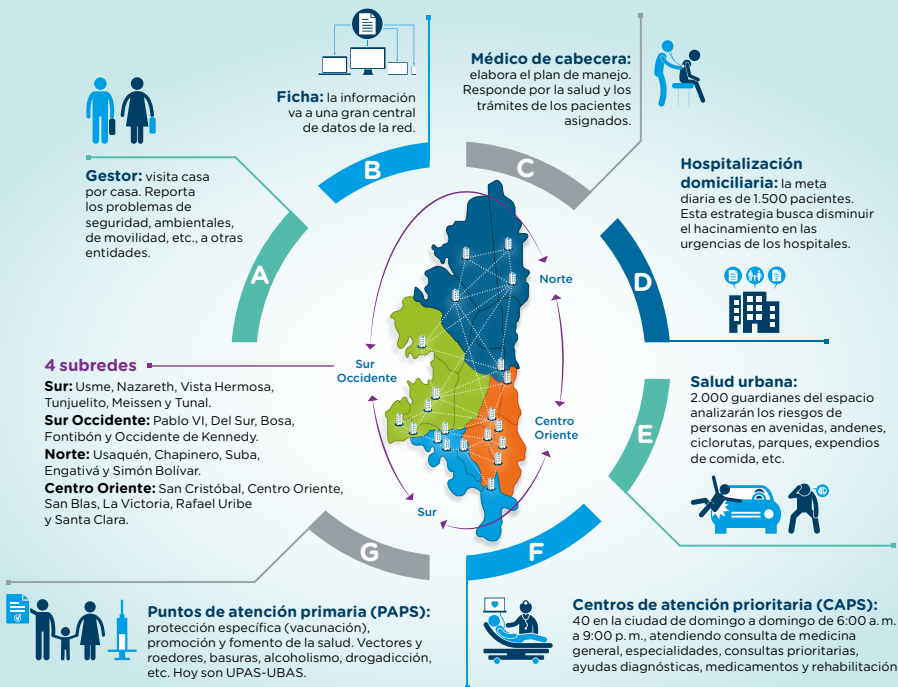 Gestor: visita casa
por casa. Reporta
los problemas de
seguridad, ambientales,
de movilidad, etc., a otras
entidades.
A
Ficha: la información
va a una gran central
de datos de la red.
B
Médico de cabecera:
elabora el plan de manejo.
Responde por la salud y los
trámites de los pacientes
asignados.
C
Hospitalización
domiciliaria: la meta
diaria es de 1.500 pacientes.
Esta estrategia busca disminuir
el hacinamiento en las
urgencias de los hospitales.
D
Salud urbana:
2.000 guardianes del espacio
analizarán los riesgos de
personas en avenidas, andenes,
ciclorutas, parques, expendios
de comida, etc.
E
Centros de atención prioritaria (CAPS):
40 en la ciudad de domingo a domingo de 6:00 a. m.
a 9:00 p. m., atendiendo consulta de medicina
general, especialidades, consultas prioritarias,
ayudas diagnósticas, medicamentos y rehabilitación
F
Puntos de atención primaria (PAPS):
protección específica (vacunación),
promoción y fomento de la salud. Vectores y
roedores, basuras, alcoholismo, drogadicción,
etc. Hoy son UPAS-UBAS.
G
4 subredes
Sur: Usme, Nazareth, Vista Hermosa,
Tunjuelito, Meissen y Tunal.
Sur Occidente: Pablo VI, Del Sur, Bosa,
Fontibón y Occidente de Kennedy.
Norte: Usaquén, Chapinero, Suba,
Engativá y Simón Bolívar.
Centro Oriente: San Cristóbal, Centro Oriente,
San Blas, La Victoria, Rafael Uribe
y Santa Clara.
Norte
Sur
Occidente
Centro
Oriente
Sur